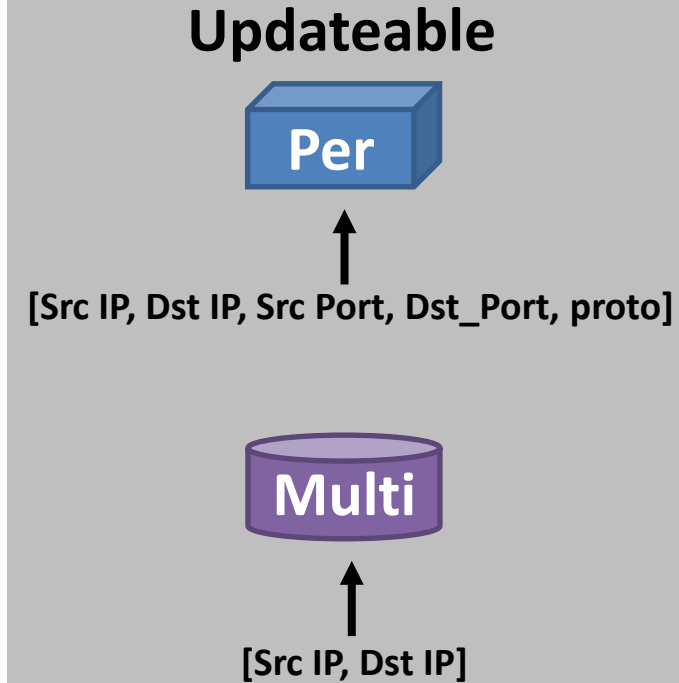 Updateable
Per
[Src IP, Dst IP, Src Port, Dst_Port, proto]
Multi
[Src IP, Dst IP]